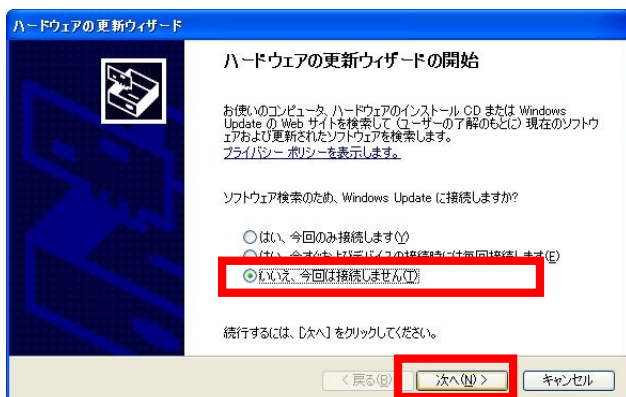 ハードウェアの更新ウィザード
ハードウェアの更新ウィザードの開始
お使いのコンピュータ、ハードウェアのインストール CD または Windows
Update の Web サイトを検索して (ユーザーの了解のもとに) 現在のソフトウ
ェアおよび更新されたソフトウェアを検索します。
プライバシー ポリシーを表示します。
ソフトウェア検索のため、Windows Update に接続しますか?
はい、今回のみ接続します(Y)
はい、今すぐおよびデバイスの接続時には毎回接続します(E)
いいえ、今回は接続しません(T)
続行するには、[次へ] をクリックしてください。
< 戻る(B) 次へ(N) > キャンセル